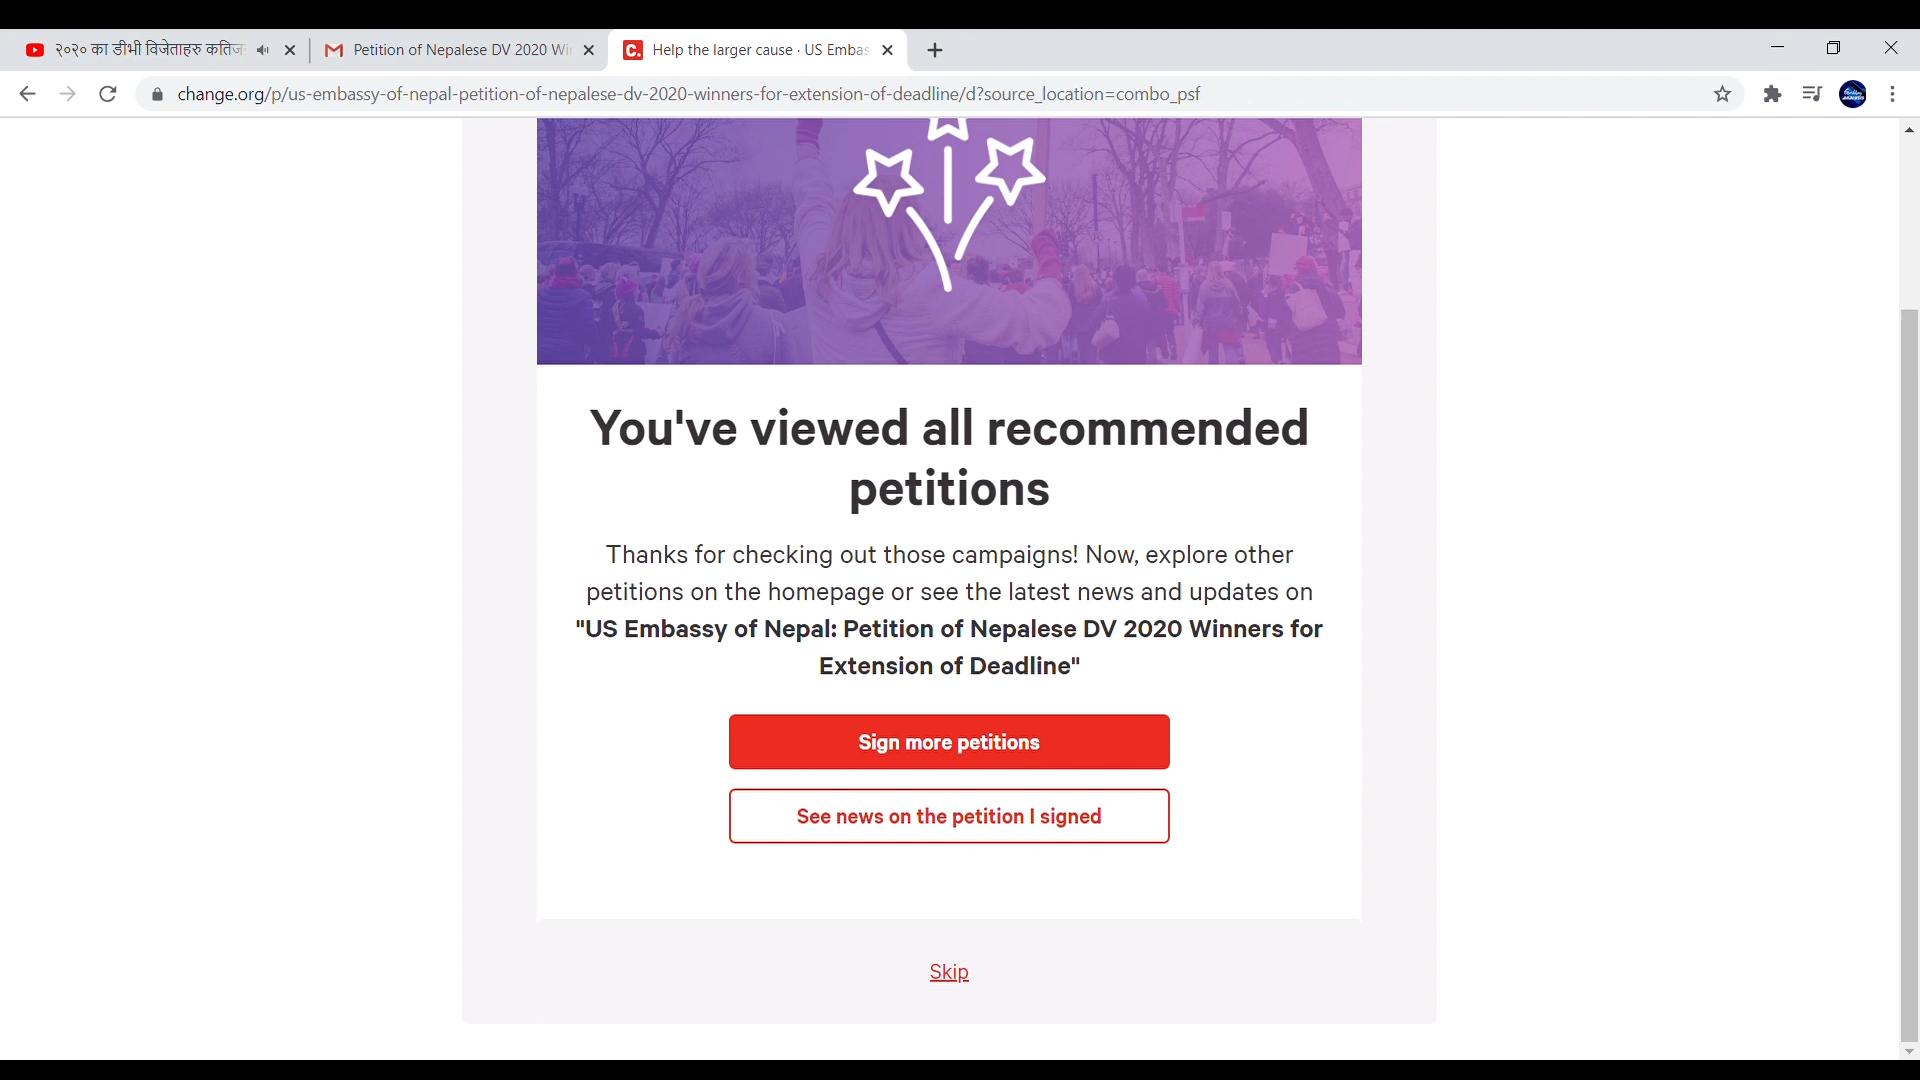 २०२० का डीभी विजेताहरु कतिज
Petition of Nepalese DV 2020 Wi
C. Help the larger cause · US Embas
change.org/p/us-embassy-of-nepal-petition-of-nepalese-dv-2020-winners-for-extension-of-deadline/d?source_location=combo_psf
You've viewed all recommended
petitions
Thanks for checking out those campaigns! Now, explore other
petitions on the homepage or see the latest news and updates on
"US Embassy of Nepal: Petition of Nepalese DV 2020 Winners for
Extension of Deadline"
Sign more petitions
See news on the petition I signed
Skip